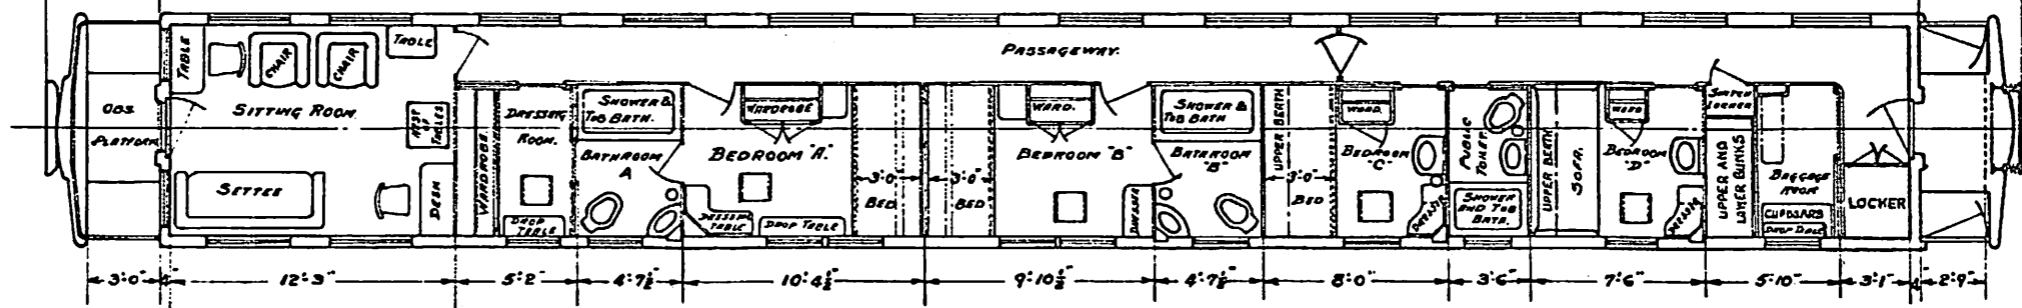 OBS.
PLATFORM
TABLE
CHAIR
CHAIR
TABLE
SITTING ROOM
NEST
OF
TABLES
SETTEE
DESK
PASSAGEWAY.
WARDROBE
DRESSING
ROOM.
DROP
TABLE
SHOWER &
TUB BATH.
BATHROOM
A
BEDROOM "A."
WARDROBE
DRESSING
TABLE
DROP TABLE
3'-0"
BED
3'-0"
BED
WARD.
BEDROOM "B"
DRESSER
SHOWER &
TUB BATH
BATHROOM
"B"
UPPER BERTH
3'-0"
BED
WARD.
BEDROOM
"C"
DRESSER
PUBLIC
TOILET.
SHOWER
AND TUB
BATH.
UPPER BERTH
SOFA.
WARD
BEDROOM
"D"
DRESSER
SWITCH
LOCKER
UPPER AND
LOWER BUNKS
BAGGAGE
ROOM
CUPBOARDS
DROP TABLE
LOCKER
3'-0" 12'-3" 5'-2" 4'-7½" 10'-4½" 9'-10½" 4'-7½" 8'-0" 3'-6" 7'-6" 5'-10" 3'-1" 2'-9"